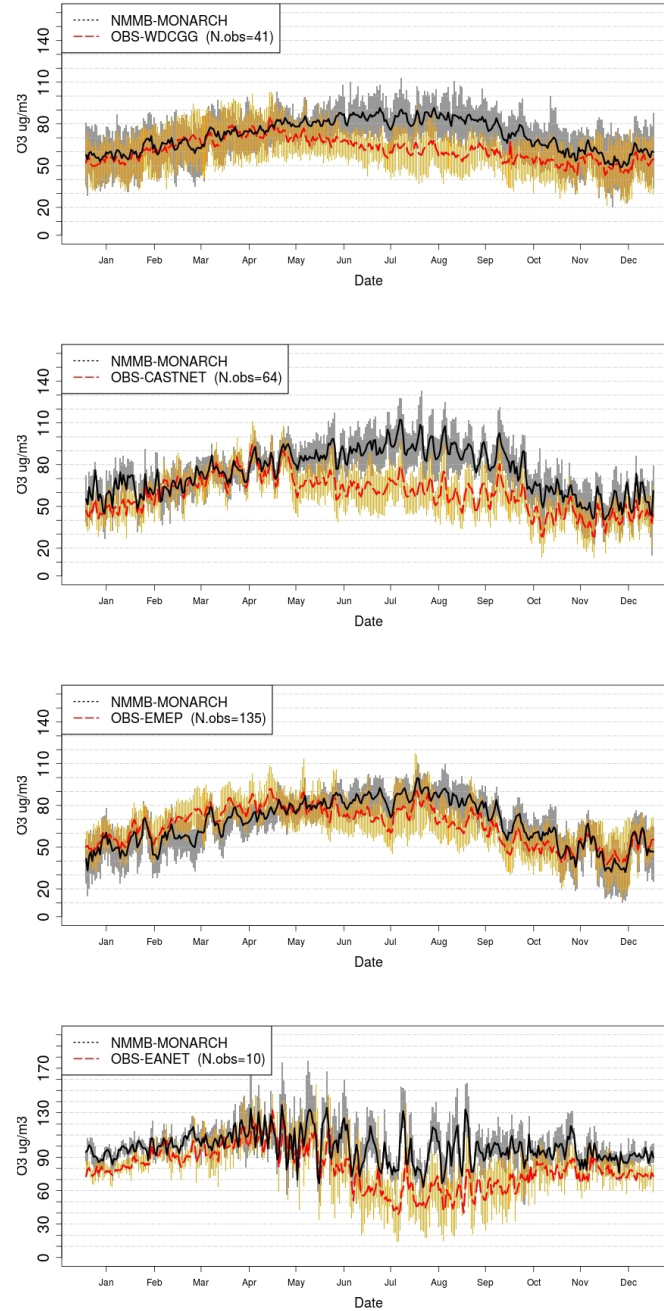 NMMB-MONARCH
OBS-WDCGG (N.obs=41)
O3 ug/m3
140
110
80
50
20
0
Jan Feb Mar Apr May Jun Jul Aug Sep Oct Nov Dec
Date
NMMB-MONARCH
OBS-CASTNET (N.obs=64)
O3 ug/m3
140
110
80
50
20
0
Jan Feb Mar Apr May Jun Jul Aug Sep Oct Nov Dec
Date
NMMB-MONARCH
OBS-EMEP (N.obs=135)
O3 ug/m3
140
110
80
50
20
0
Jan Feb Mar Apr May Jun Jul Aug Sep Oct Nov Dec
Date
NMMB-MONARCH
OBS-EANET (N.obs=10)
O3 ug/m3
170
130
90
60
30
0
Jan Feb Mar Apr May Jun Jul Aug Sep Oct Nov Dec
Date